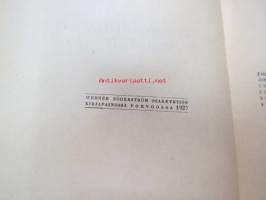 antikvariaatti.net
WERNER SÖDERSTRÖM OSAKEYHTIÖN
KIRJAPAINOSSA PORVOOSSA 1927